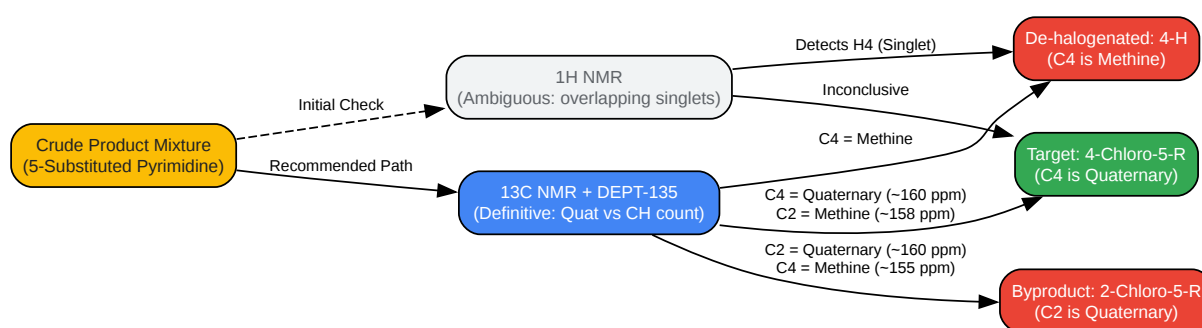 Crude Product Mixture
(5-Substituted Pyrimidine)
Initial Check
Recommended Path
1H NMR
(Ambiguous: overlapping singlets)
13C NMR + DEPT-135
(Definitive: Quat vs CH count)
Detects H4 (Singlet)
Inconclusive
C4 = Methine
C4 = Quaternary (~160 ppm)
C2 = Methine (~158 ppm)
C2 = Quaternary (~160 ppm)
C4 = Methine (~155 ppm)
De-halogenated: 4-H
(C4 is Methine)
Target: 4-Chloro-5-R
(C4 is Quaternary)
Byproduct: 2-Chloro-5-R
(C2 is Quaternary)